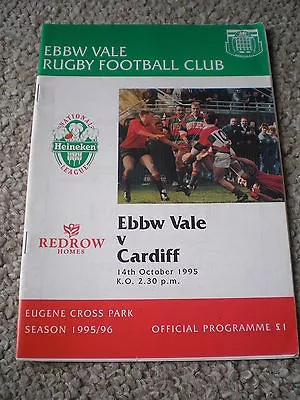 EBBW VALE
RUGBY FOOTBALL CLUB
NATIONAL
Heineken
LEAGUE
REDROW
HOMES
Ebbw Vale
v
Cardiff
14th October 1995
K.O. 2.30 p.m.
EUGENE CROSS PARK
SEASON 1995/96
OFFICIAL PROGRAMME £1